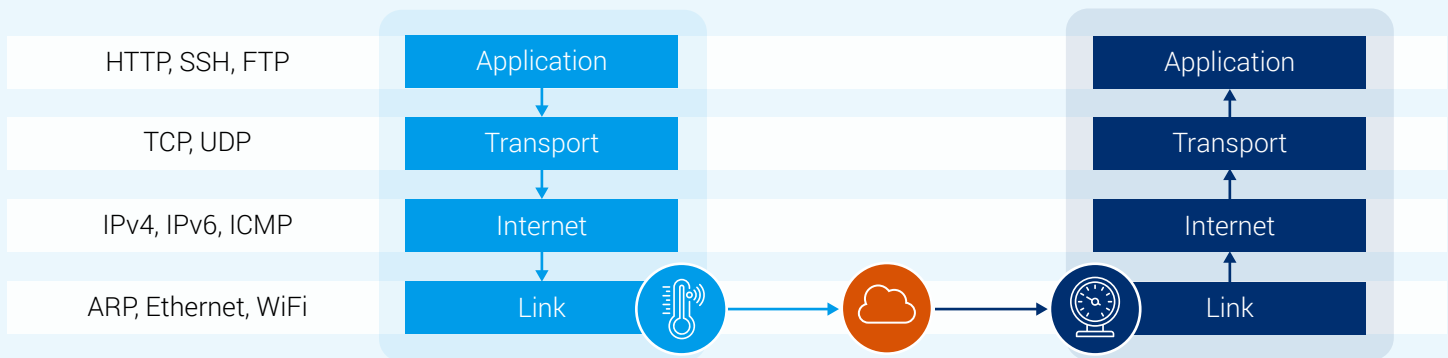 HTTP, SSH, FTP
Application
Application
TCP, UDP
Transport
Transport
IPv4, IPv6, ICMP
Internet
Internet
ARP, Ethernet, WiFi
Link
Link